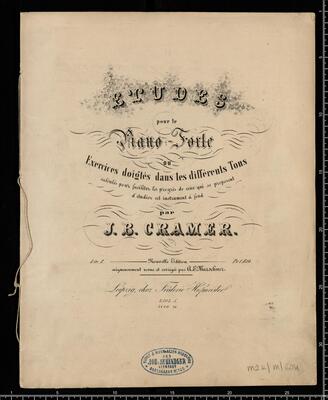 ETUDES
pour le
Piano-Forte
ou
Exercices doigtés dans les différents Tons
calculés pour faciliter les progrès de ceux qui se proposent
d'étudier cet instrument à fond
par
J. B. CRAMER.
Nouvelle Edition
soigneusement revue et corrigée par A. E. Marschner.
Leipzig, chez Fréderic Hofmeister